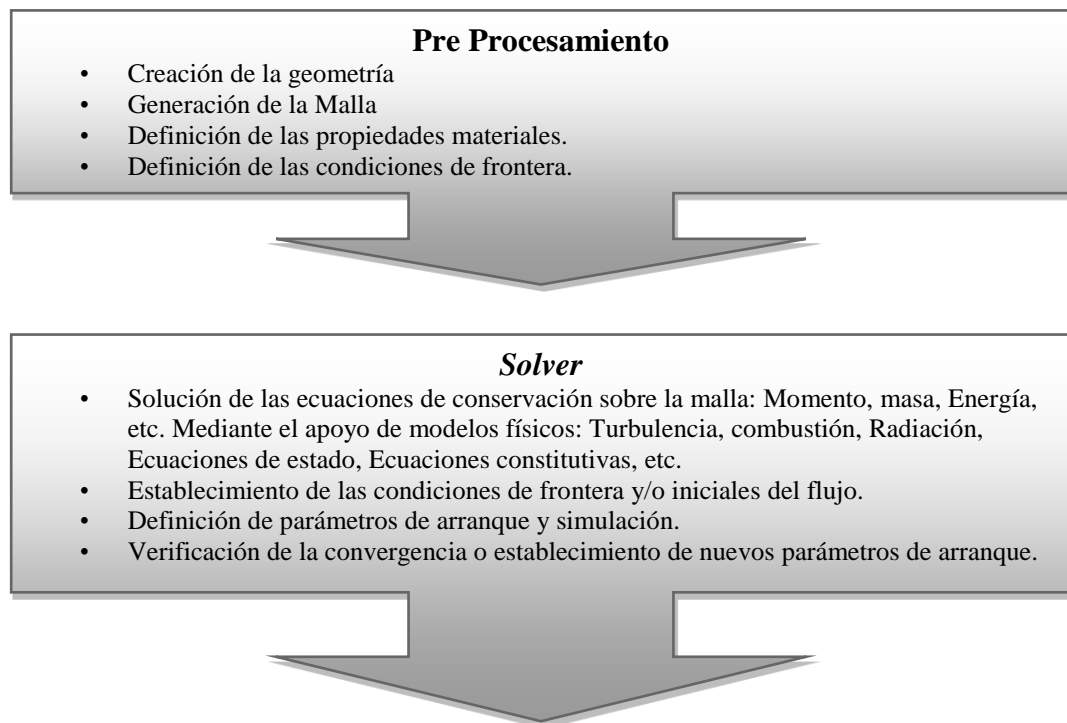 Pre Procesamiento
• Creación de la geometría
• Generación de la Malla
• Definición de las propiedades materiales.
• Definición de las condiciones de frontera.
Solver
• Solución de las ecuaciones de conservación sobre la malla: Momento, masa, Energía,
etc. Mediante el apoyo de modelos físicos: Turbulencia, combustión, Radiación,
Ecuaciones de estado, Ecuaciones constitutivas, etc.
• Establecimiento de las condiciones de frontera y/o iniciales del flujo.
• Definición de parámetros de arranque y simulación.
• Verificación de la convergencia o establecimiento de nuevos parámetros de arranque.